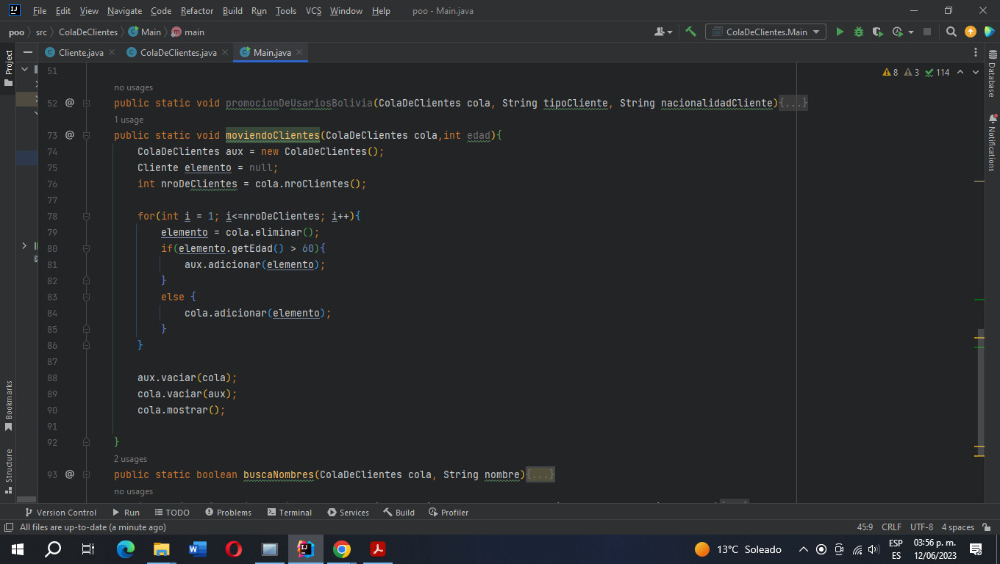 File Edit View Navigate Code Refactor Build Run Tools VCS Window Help poo - Main.java
poo src ColaDeClientes Main main ColaDeClientes.Main
Project Cliente.java ColaDeClientes.java Main.java
51 8 3 114
no usages
52 @ public static void promocionDeUsariosBolivia(ColaDeClientes cola, String tipoCliente, String nacionalidadCliente){...}
1 usage
73 @ public static void moviendoClientes(ColaDeClientes cola,int edad){
74 ColaDeClientes aux = new ColaDeClientes();
75 Cliente elemento = null;
76 int nroDeClientes = cola.nroClientes();
77
78 for(int i = 1; i<=nroDeClientes; i++){
79 elemento = cola.eliminar();
80 if(elemento.getEdad() > 60){
81 aux.adicionar(elemento);
82 }
83 else {
84 cola.adicionar(elemento);
85 }
86 }
87
88 aux.vaciar(cola);
89 cola.vaciar(aux);
90 cola.mostrar();
91
92 }
2 usages
93 @ public static boolean buscaNombres(ColaDeClientes cola, String nombre){...}
no usages
Database
Notifications
Bookmarks
Structure
Version Control Run TODO Problems Terminal Services Build Profiler
All files are up-to-date (a minute ago) 45:9 CRLF UTF-8 4 spaces
13°C Soleado ESP 03:56 p. m.
ES 12/06/2023